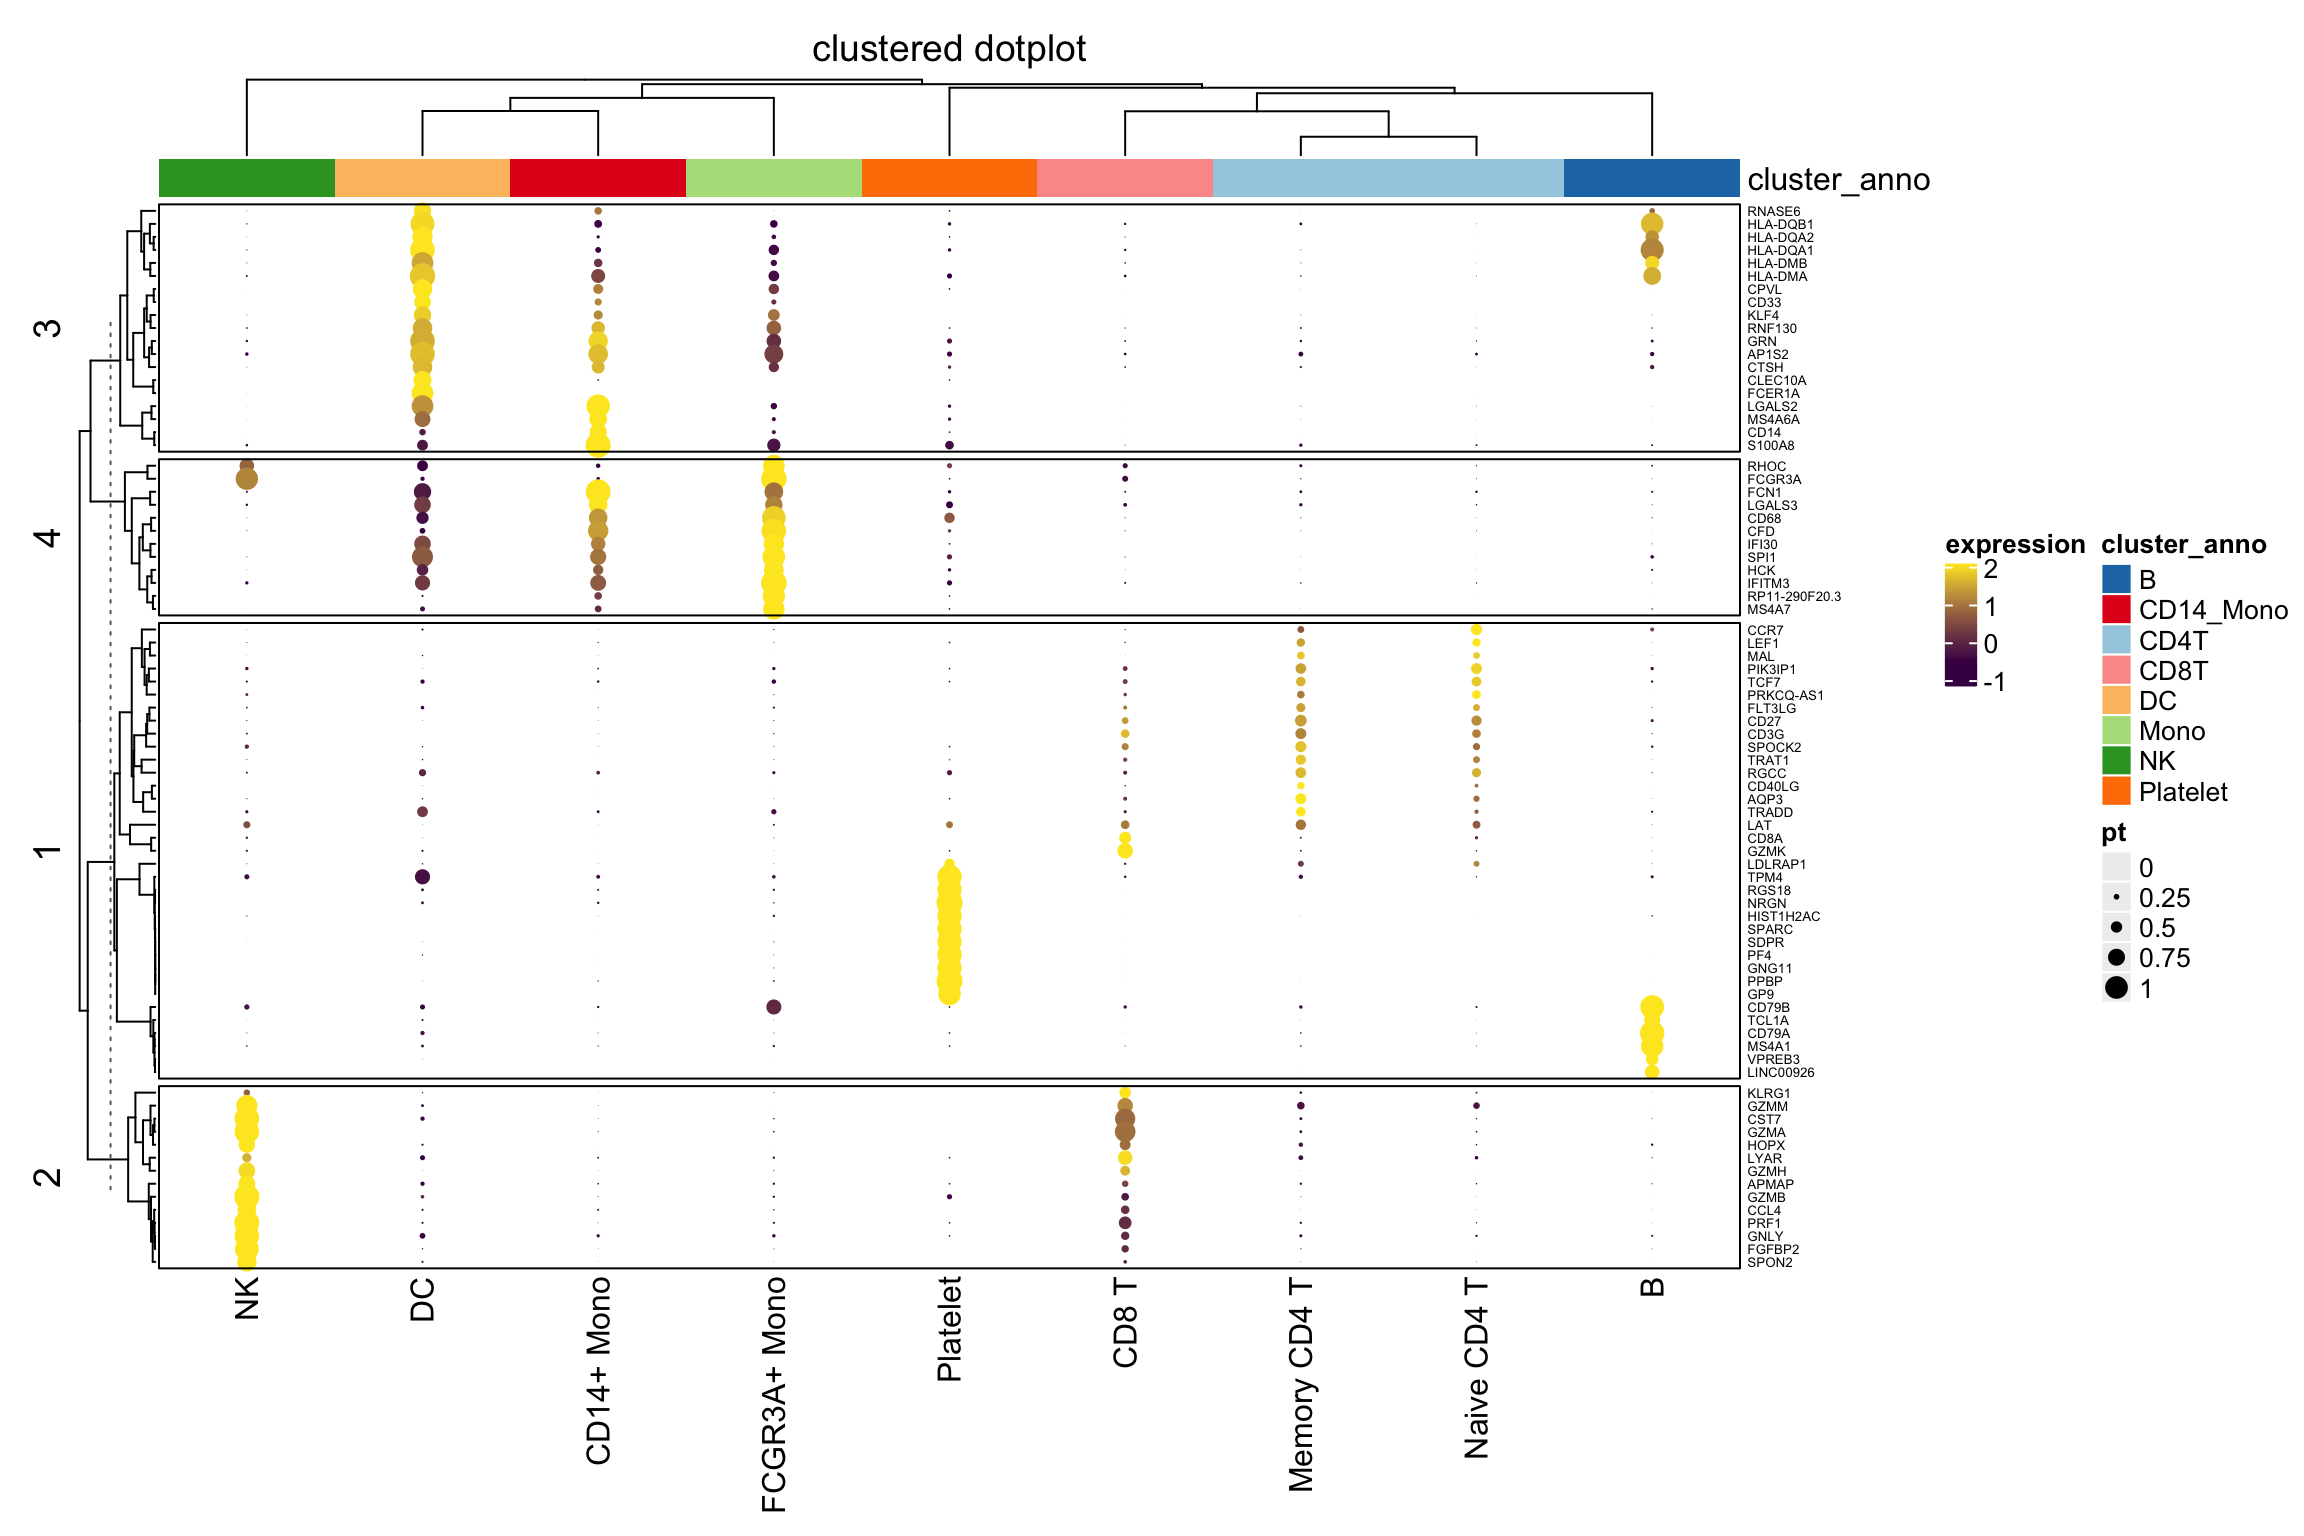 clustered dotplot
cluster_anno
3
RNASE6
HLA-DQB1
HLA-DQA2
HLA-DQA1
HLA-DMB
HLA-DMA
CPVL
CD33
KLF4
RNF130
GRN
AP1S2
CTSH
CLEC10A
FCER1A
LGALS2
MS4A6A
CD14
S100A8
4
RHOC
FCGR3A
FCN1
LGALS3
CD68
CFD
IFI30
SPI1
HCK
IFITM3
RP11-290F20.3
MS4A7
1
CCR7
LEF1
MAL
PIK3IP1
TCF7
PRKCQ-AS1
FLT3LG
CD27
CD3G
SPOCK2
TRAT1
RGCC
CD40LG
AQP3
TRADD
LAT
CD8A
GZMK
LDLRAP1
TPM4
RGS18
NRGN
HIST1H2AC
SPARC
SDPR
PF4
GNG11
PPBP
GP9
CD79B
TCL1A
CD79A
MS4A1
VPREB3
LINC00926
2
KLRG1
GZMM
CST7
GZMA
HOPX
LYAR
GZMH
APMAP
GZMB
CCL4
PRF1
GNLY
FGFBP2
SPON2
NK
DC
CD14+ Mono
FCGR3A+ Mono
Platelet
CD8 T
Memory CD4 T
Naive CD4 T
B
expression
2
1
0
-1
cluster_anno
B
CD14_Mono
CD4T
CD8T
DC
Mono
NK
Platelet
pt
0
0.25
0.5
0.75
1